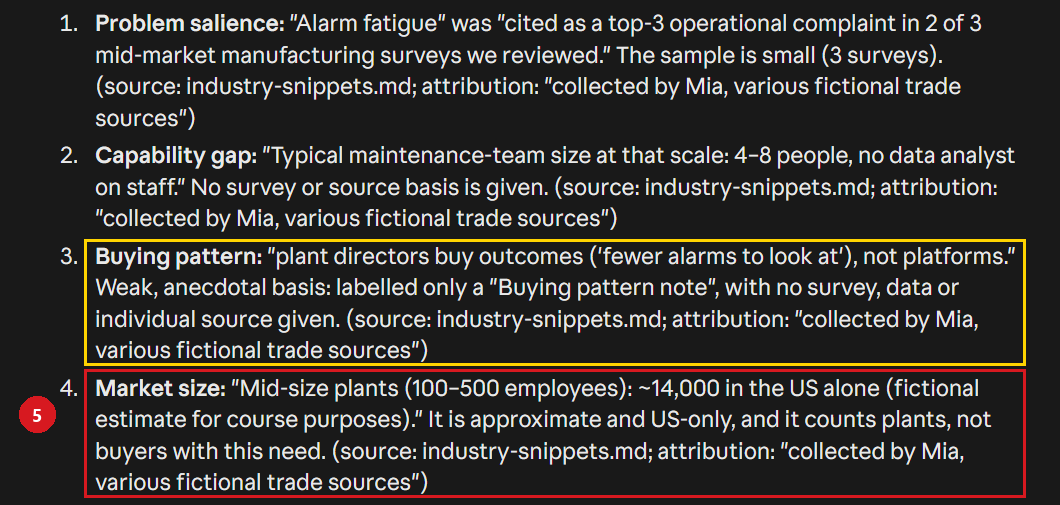 1. Problem salience: "Alarm fatigue" was "cited as a top-3 operational complaint in 2 of 3
mid-market manufacturing surveys we reviewed." The sample is small (3 surveys).
(source: industry-snippets.md; attribution: "collected by Mia, various fictional trade
sources")
2. Capability gap: "Typical maintenance-team size at that scale: 4–8 people, no data analyst
on staff." No survey or source basis is given. (source: industry-snippets.md; attribution:
"collected by Mia, various fictional trade sources")
3. Buying pattern: "plant directors buy outcomes ('fewer alarms to look at'), not platforms."
Weak, anecdotal basis: labelled only a "Buying pattern note", with no survey, data or
individual source given. (source: industry-snippets.md; attribution: "collected by Mia,
various fictional trade sources")
4. Market size: "Mid-size plants (100–500 employees): ~14,000 in the US alone (fictional
5 estimate for course purposes)." It is approximate and US-only, and it counts plants, not
buyers with this need. (source: industry-snippets.md; attribution: "collected by Mia,
various fictional trade sources")